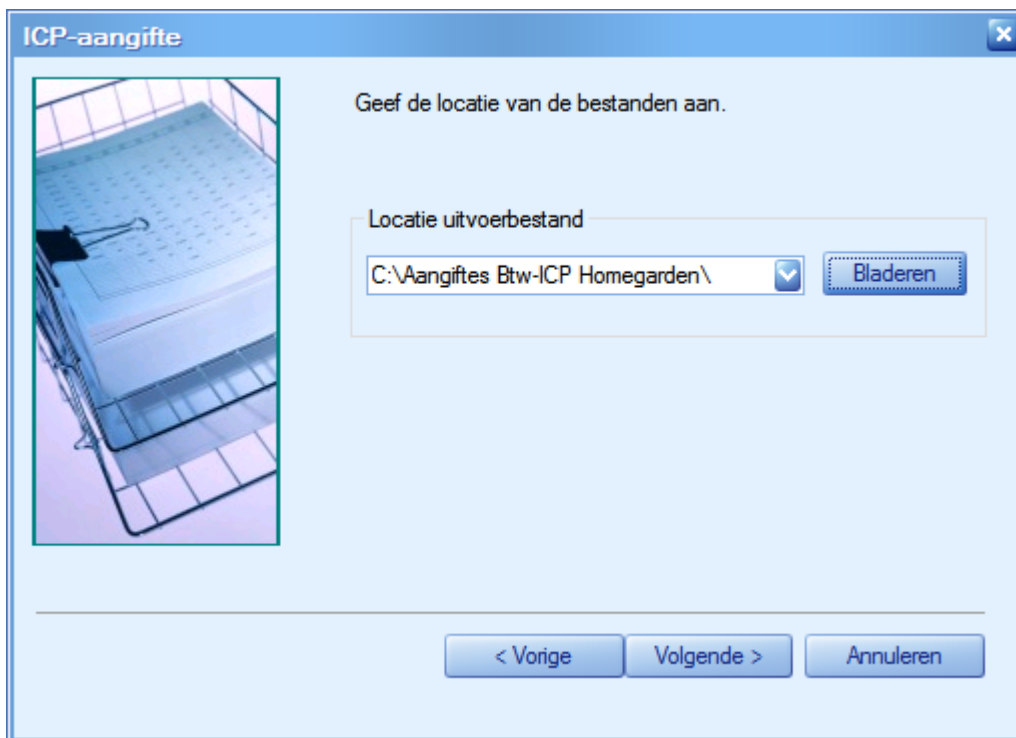 ICP-aangifte
Geef de locatie van de bestanden aan.
Locatie uitvoerbestand
C:\Aangiftes Btw-ICP Homegarden\
Bladeren
< Vorige
Volgende >
Annuleren